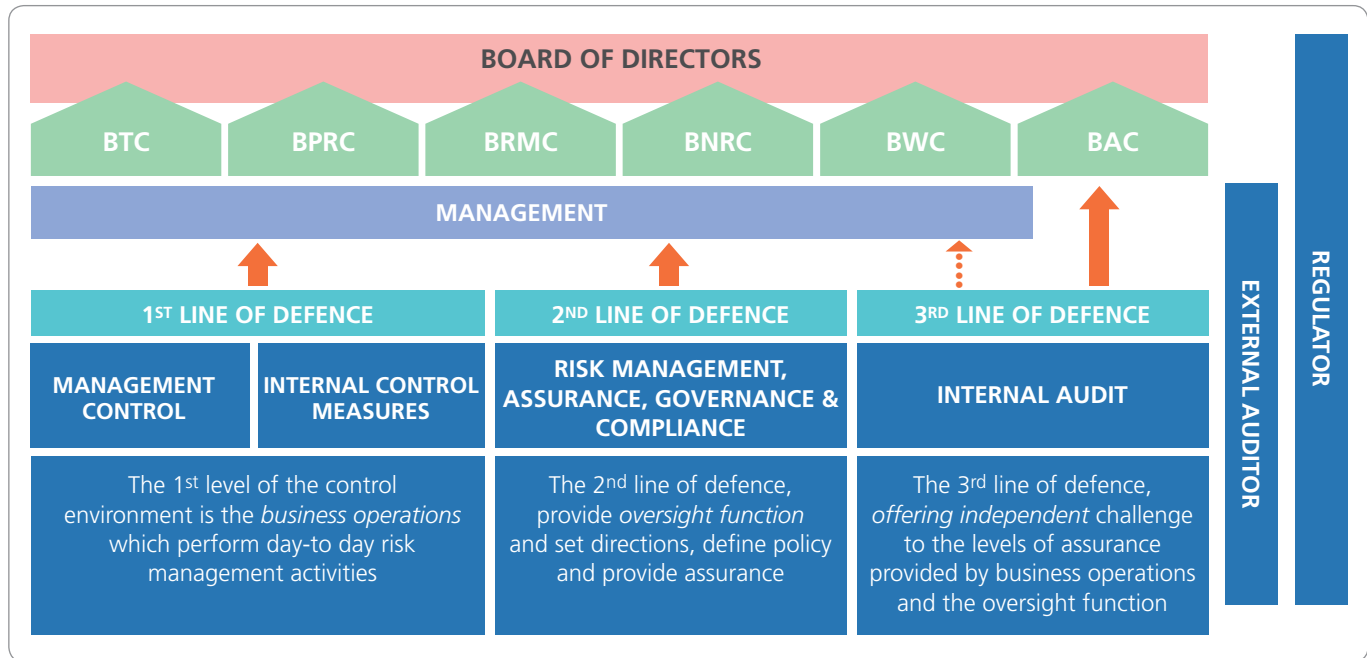 BOARD OF DIRECTORS
BTC
BPRC
BRMC
BNRC
BWC
BAC
MANAGEMENT
1ST LINE OF DEFENCE
2ND LINE OF DEFENCE
3RD LINE OF DEFENCE
MANAGEMENT
CONTROL
INTERNAL CONTROL
MEASURES
RISK MANAGEMENT,
ASSURANCE, GOVERNANCE &
COMPLIANCE
INTERNAL AUDIT
The 1st level of the control
environment is the business operations
which perform day-to day risk
management activities
The 2nd line of defence,
provide oversight function
and set directions, define policy
and provide assurance
The 3rd line of defence,
offering independent challenge
to the levels of assurance
provided by business operations
and the oversight function
EXTERNAL AUDITOR
REGULATOR